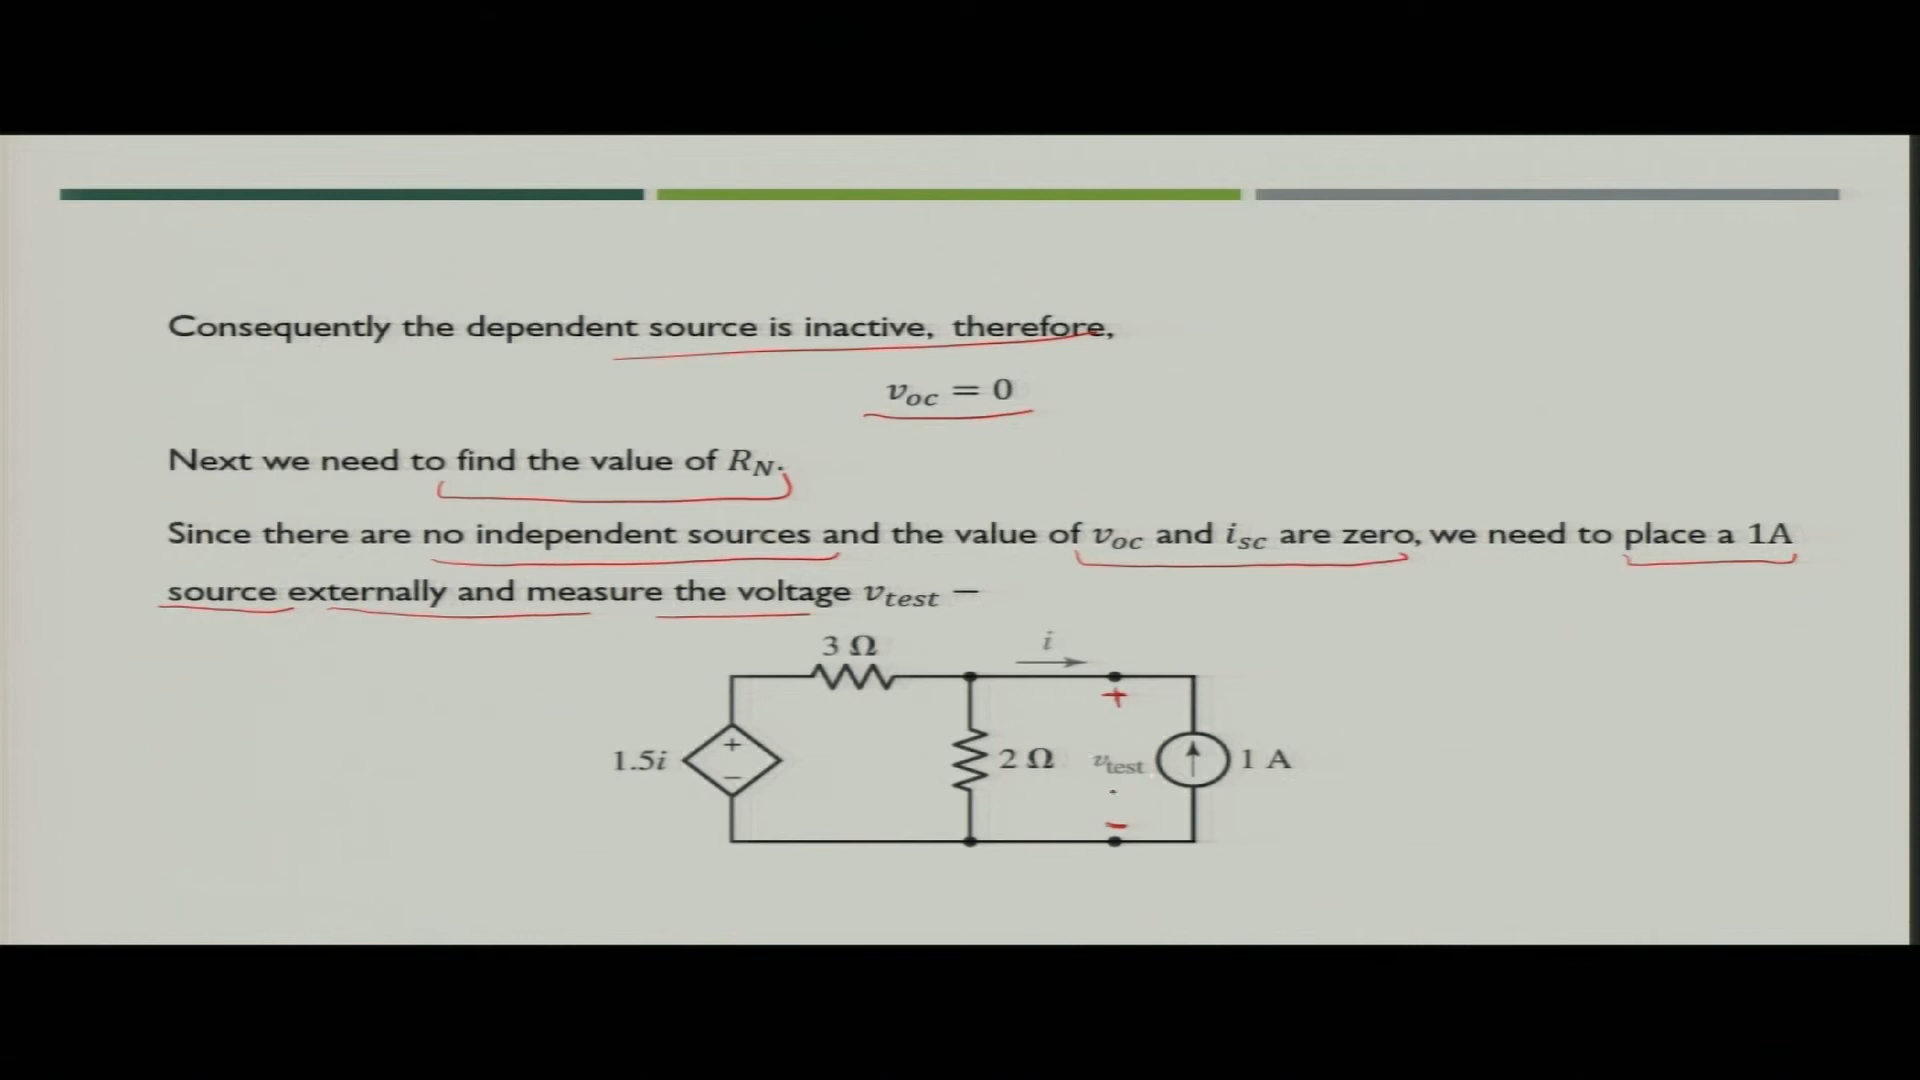 Consequently the dependent source is inactive, therefore,
v_oc = 0
Next we need to find the value of R_N.
Since there are no independent sources and the value of v_oc and i_sc are zero, we need to place a 1A
source externally and measure the voltage v_test −
3 Ω
i
+
1.5i
+
−
2 Ω
v_test
1 A
−